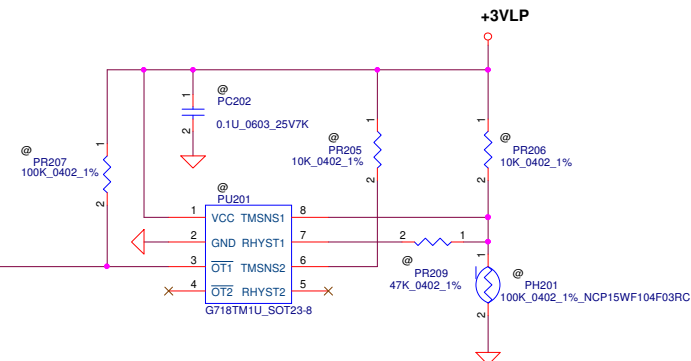 +3VLP
@
PC202
0.1U_0603_25V7K
1
2
@
PR207
100K_0402_1%
1
2
@
PR205
10K_0402_1%
1
2
@
PR206
10K_0402_1%
1
2
@
PU201
1 VCC TMSNS1 8
2 GND RHYST1 7
3 OT1 TMSNS2 6
4 OT2 RHYST2 5
G718TM1U_SOT23-8
2 1
@
PR209
47K_0402_1%
@
PH201
100K_0402_1%_NCP15WF104F03RC
1
2